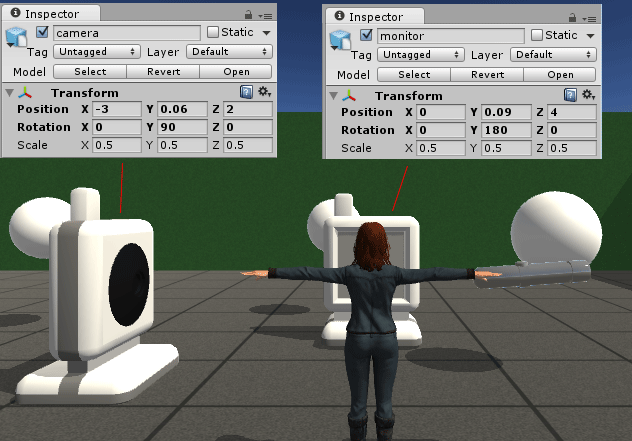 Inspector
camera Static
Tag Untagged Layer Default
Model Select Revert Open
Transform
Position X -3 Y 0.06 Z 2
Rotation X 0 Y 90 Z 0
Scale X 0.5 Y 0.5 Z 0.5
Inspector
monitor Static
Tag Untagged Layer Default
Model Select Revert Open
Transform
Position X 0 Y 0.09 Z 4
Rotation X 0 Y 180 Z 0
Scale X 0.5 Y 0.5 Z 0.5